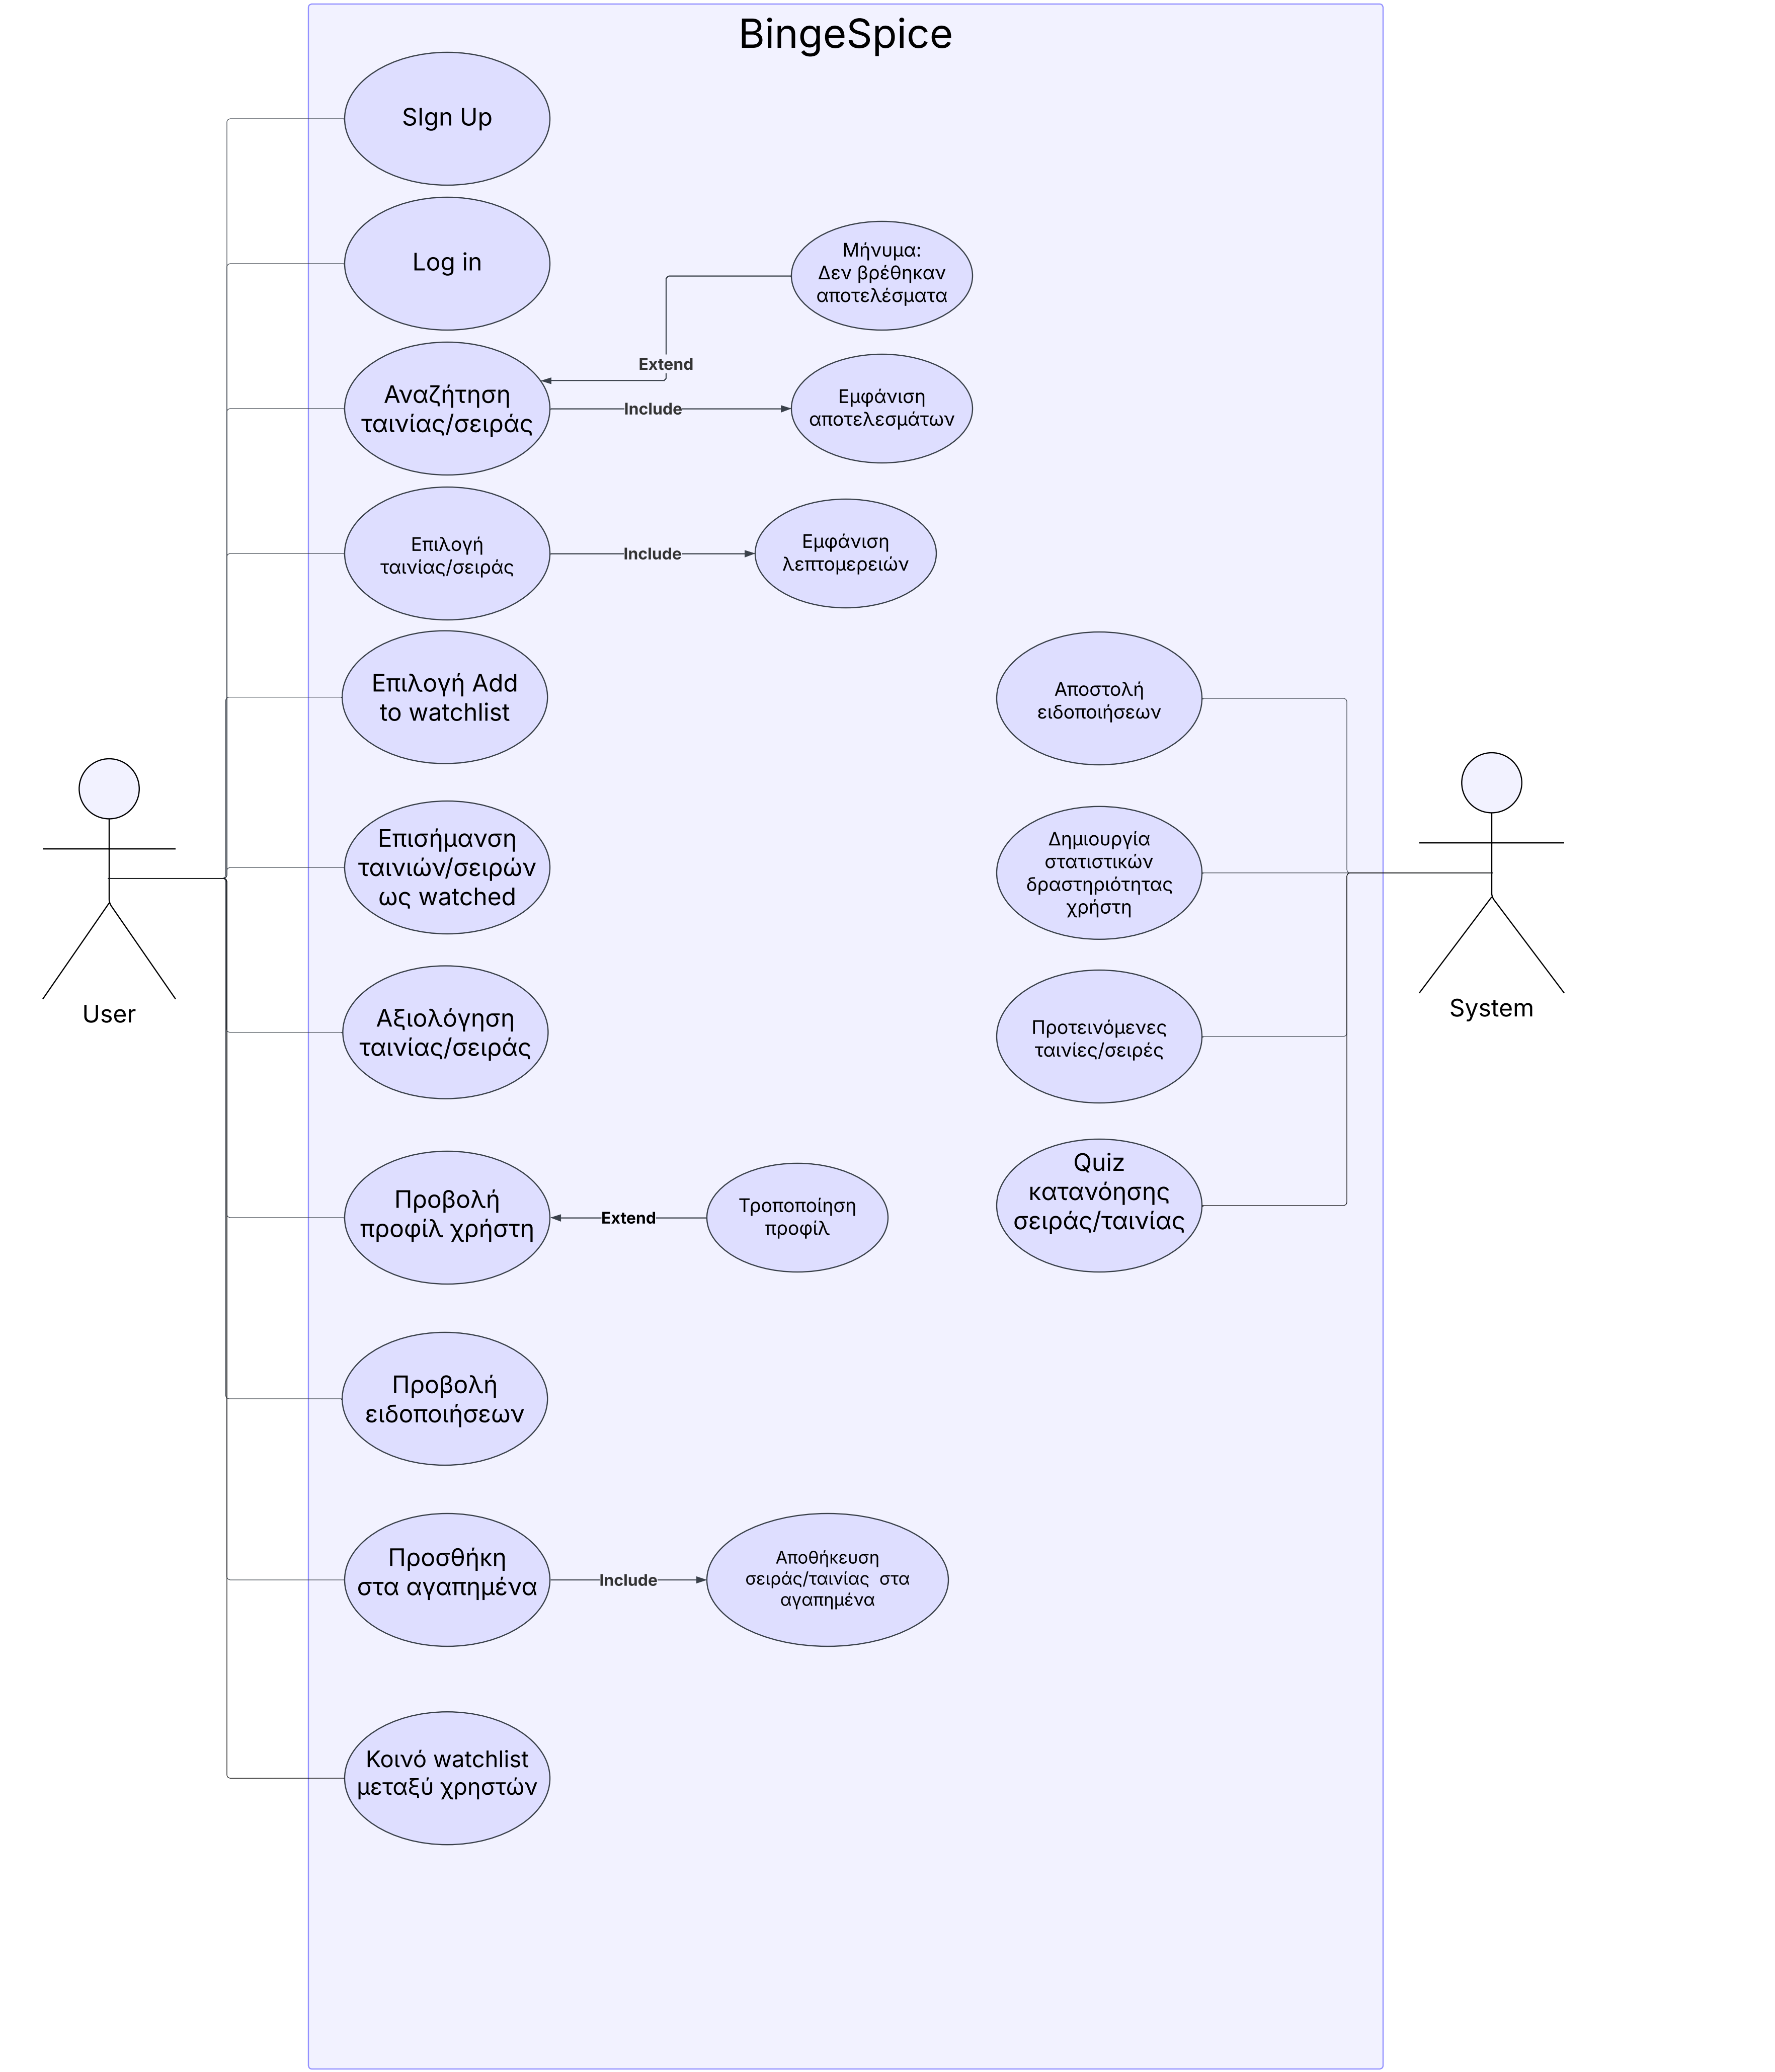 BingeSpice
SIgn Up
Log in
Μήνυμα:
Δεν βρέθηκαν
αποτελέσματα
Extend
Αναζήτηση
ταινίας/σειράς
Include
Εμφάνιση
αποτελεσμάτων
Επιλογή
ταινίας/σειράς
Include
Εμφάνιση
λεπτομερειών
Επιλογή Add
to watchlist
Αποστολή
ειδοποιήσεων
Επισήμανση
ταινιών/σειρών
ως watched
Δημιουργία
στατιστικών
δραστηριότητας
χρήστη
User
System
Αξιολόγηση
ταινίας/σειράς
Προτεινόμενες
ταινίες/σειρές
Προβολή
προφίλ χρήστη
Extend
Τροποποίηση
προφίλ
Quiz
κατανόησης
σειράς/ταινίας
Προβολή
ειδοποιήσεων
Προσθήκη
στα αγαπημένα
Include
Αποθήκευση
σειράς/ταινίας στα
αγαπημένα
Κοινό watchlist
μεταξύ χρηστών